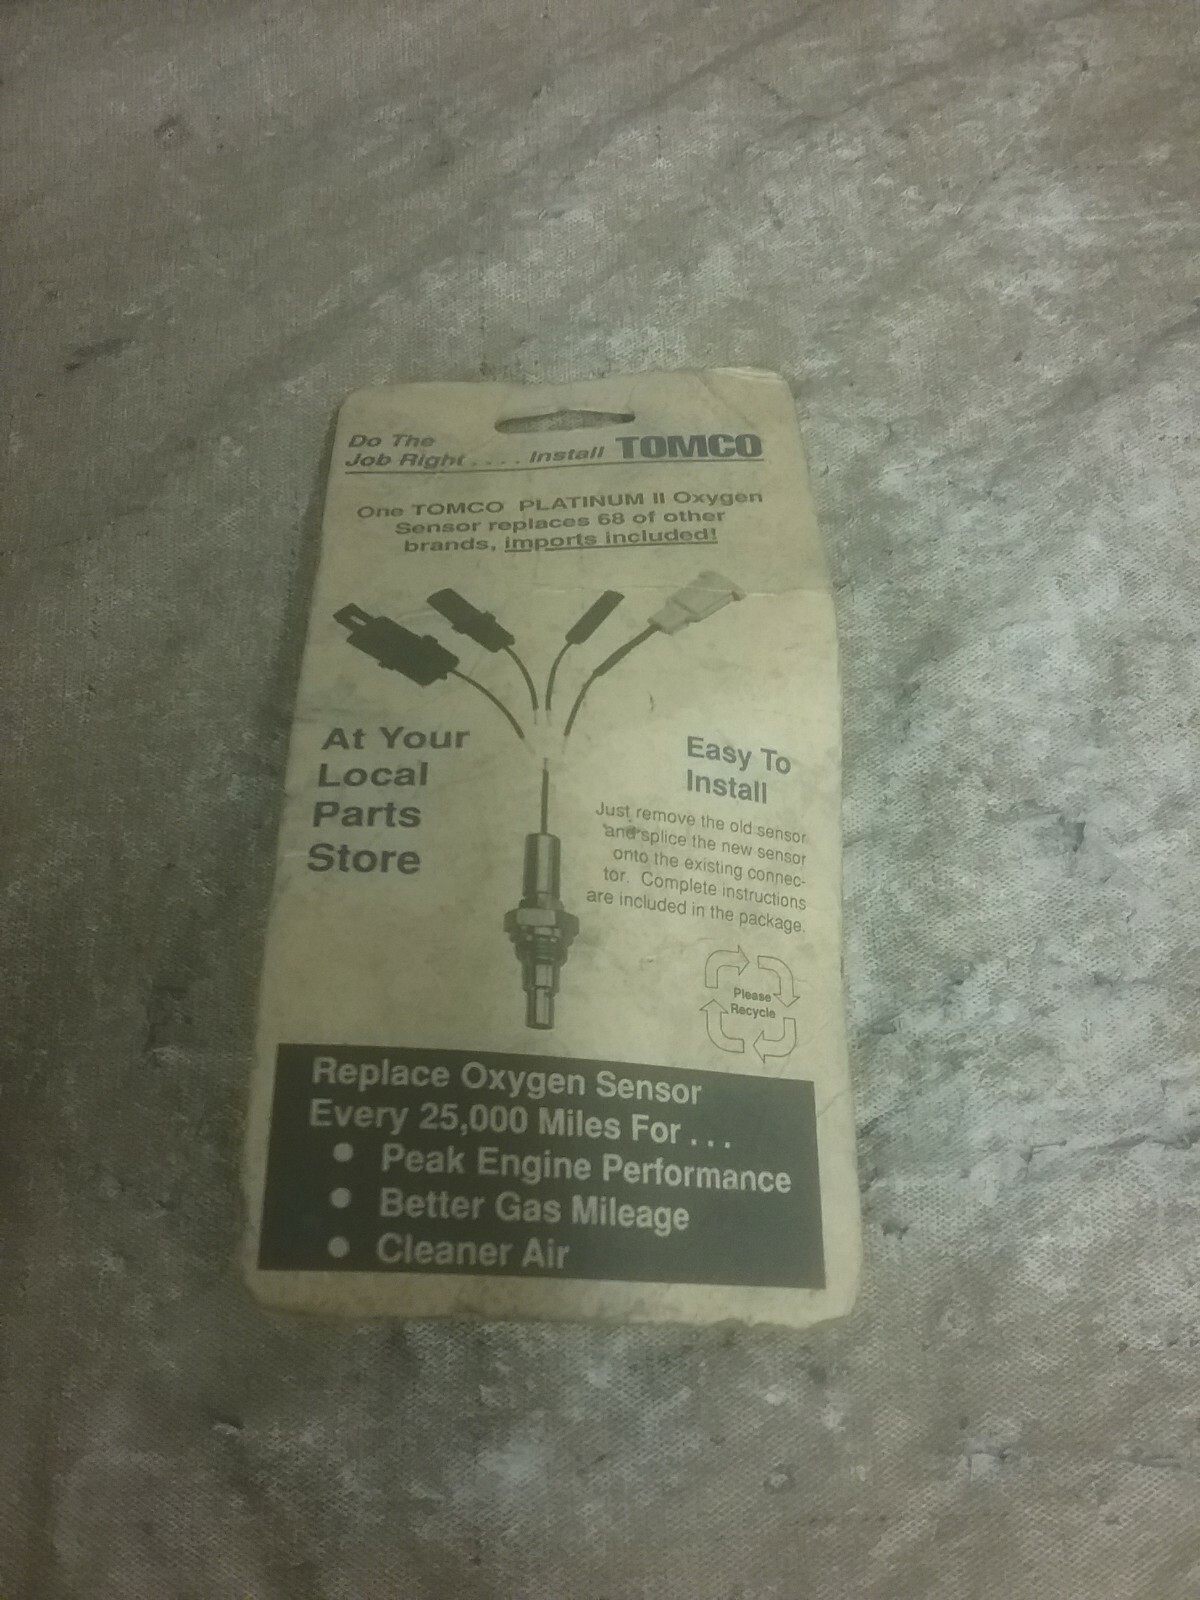 Do The
Job Right .... Install TOMCO
One TOMCO PLATINUM II Oxygen
Sensor replaces 68 of other
brands, imports included!
At Your
Local
Parts
Store
Easy To
Install
Just remove the old sensor
and splice the new sensor
onto the existing connec-
tor. Complete instructions
are included in the package.
Please
Recycle
Replace Oxygen Sensor
Every 25,000 Miles For . . .
● Peak Engine Performance
● Better Gas Mileage
● Cleaner Air